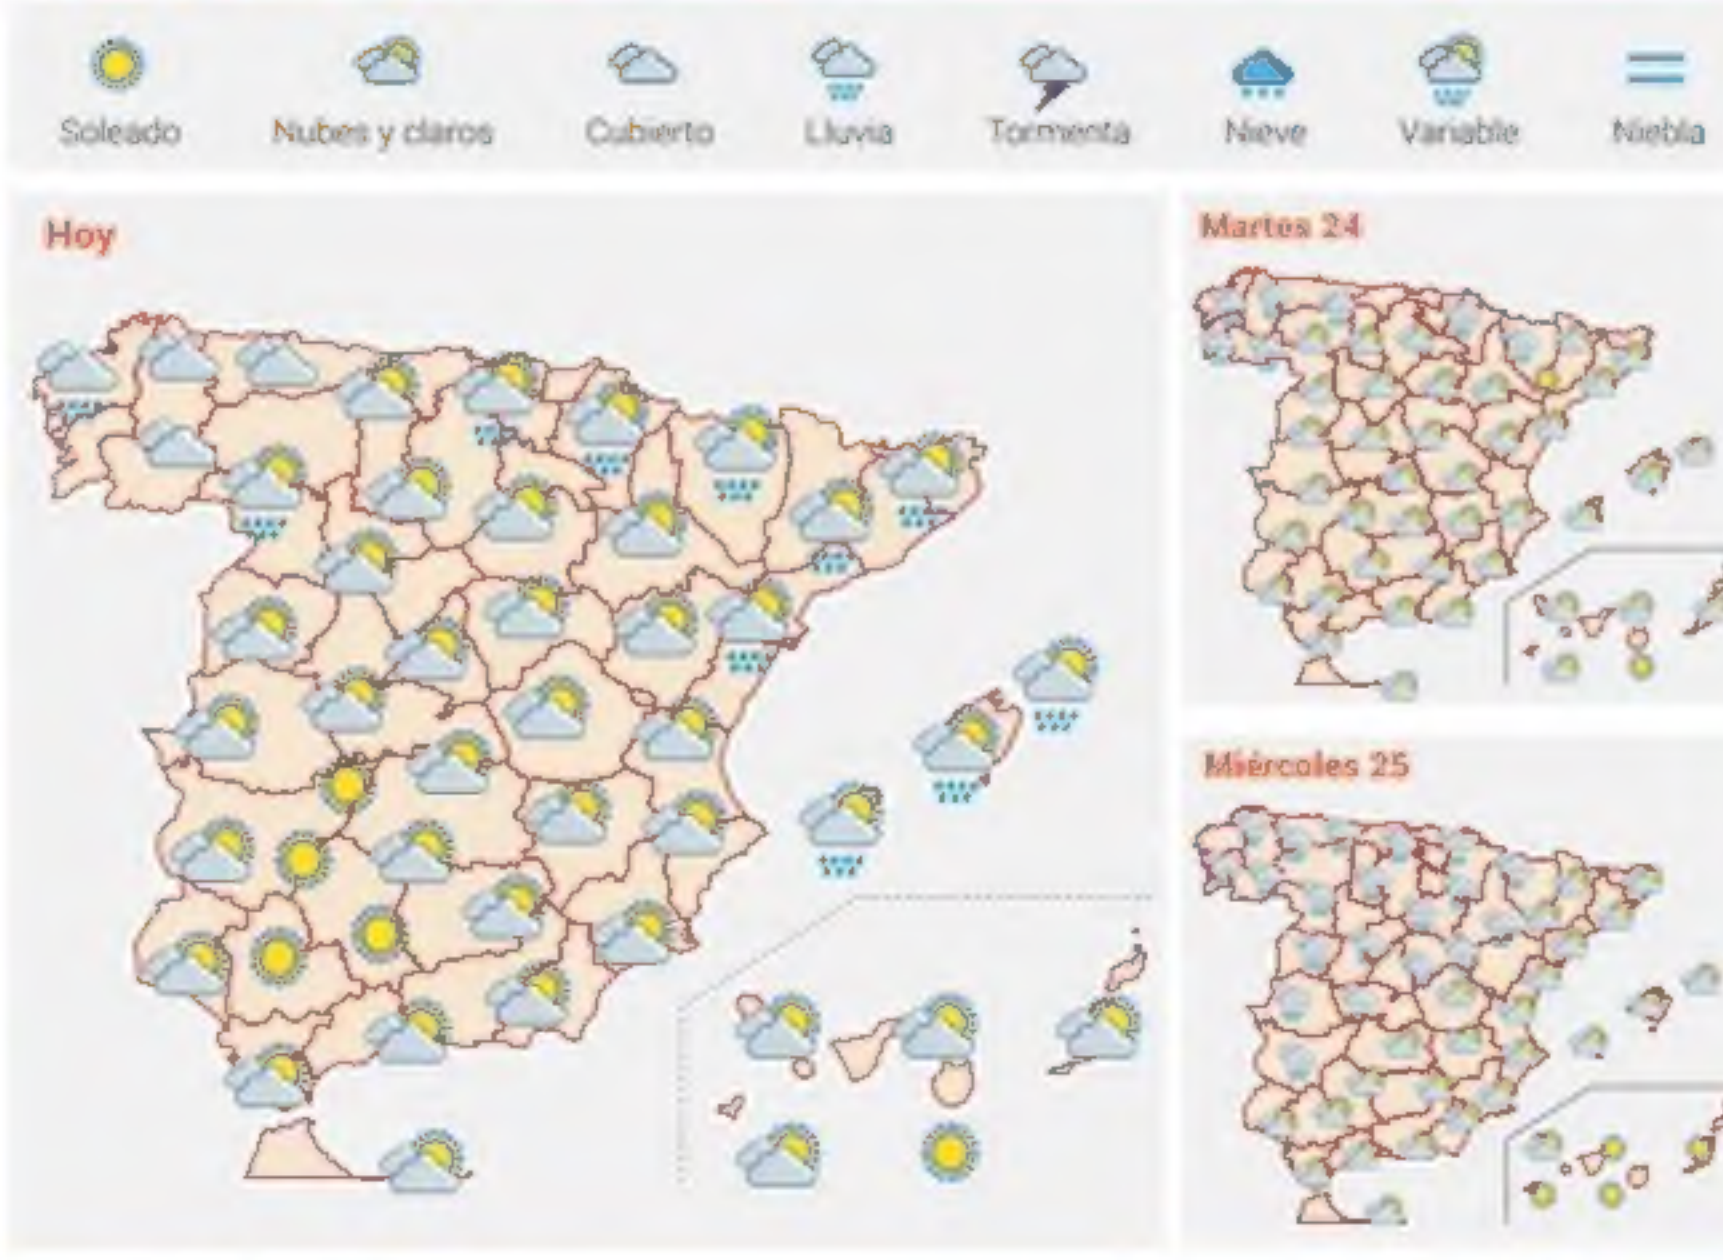 Soleado Nubes y claros Cubierto Lluvia Tormenta Nieve Variable Niebla
Hoy
Martes 24
Miércoles 25